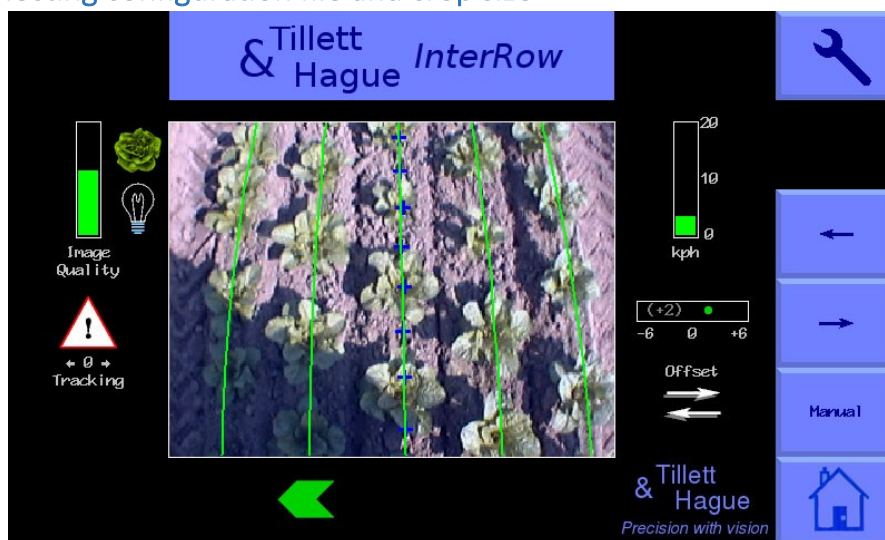 & Tillett
Hague InterRow
Image
Quality
20
10
0
kph
!
← 0 →
Tracking
(+2)
-6 0 +6
Offset
←
→
Manual
& Tillett
Hague
Precision with vision